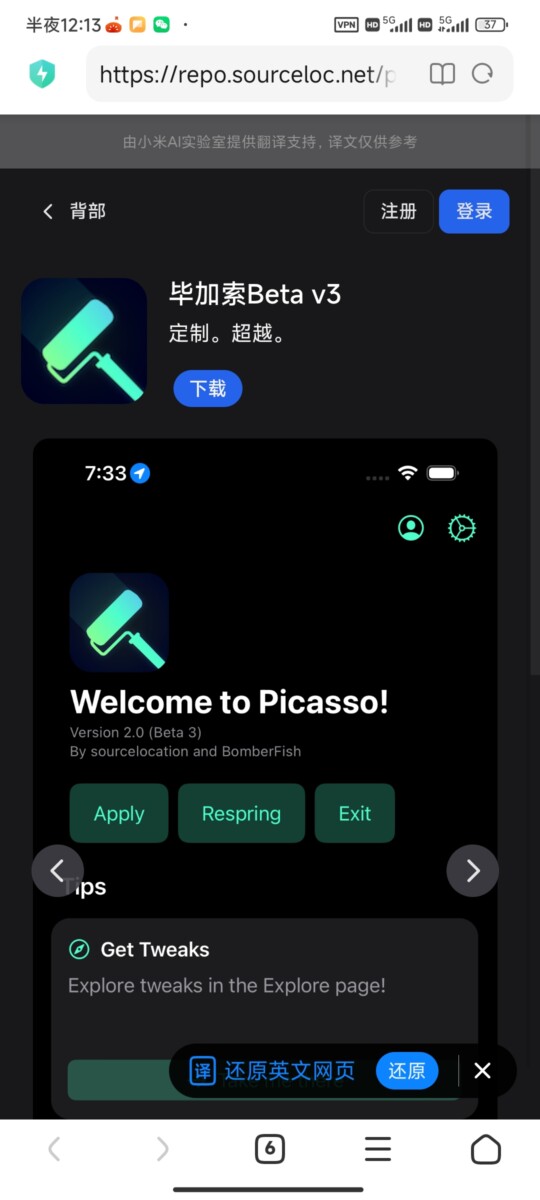 半夜12:13
VPN HD 5G HD 5G 37
https://repo.sourceloc.net/p
由小米AI实验室提供翻译支持，译文仅供参考
背部
注册
登录
毕加索Beta v3
定制。超越。
下载
7:33
Welcome to Picasso!
Version 2.0 (Beta 3)
By sourcelocation and BomberFish
Apply
Respring
Exit
Tips
Get Tweaks
Explore tweaks in the Explore page!
译 还原英文网页
还原
6